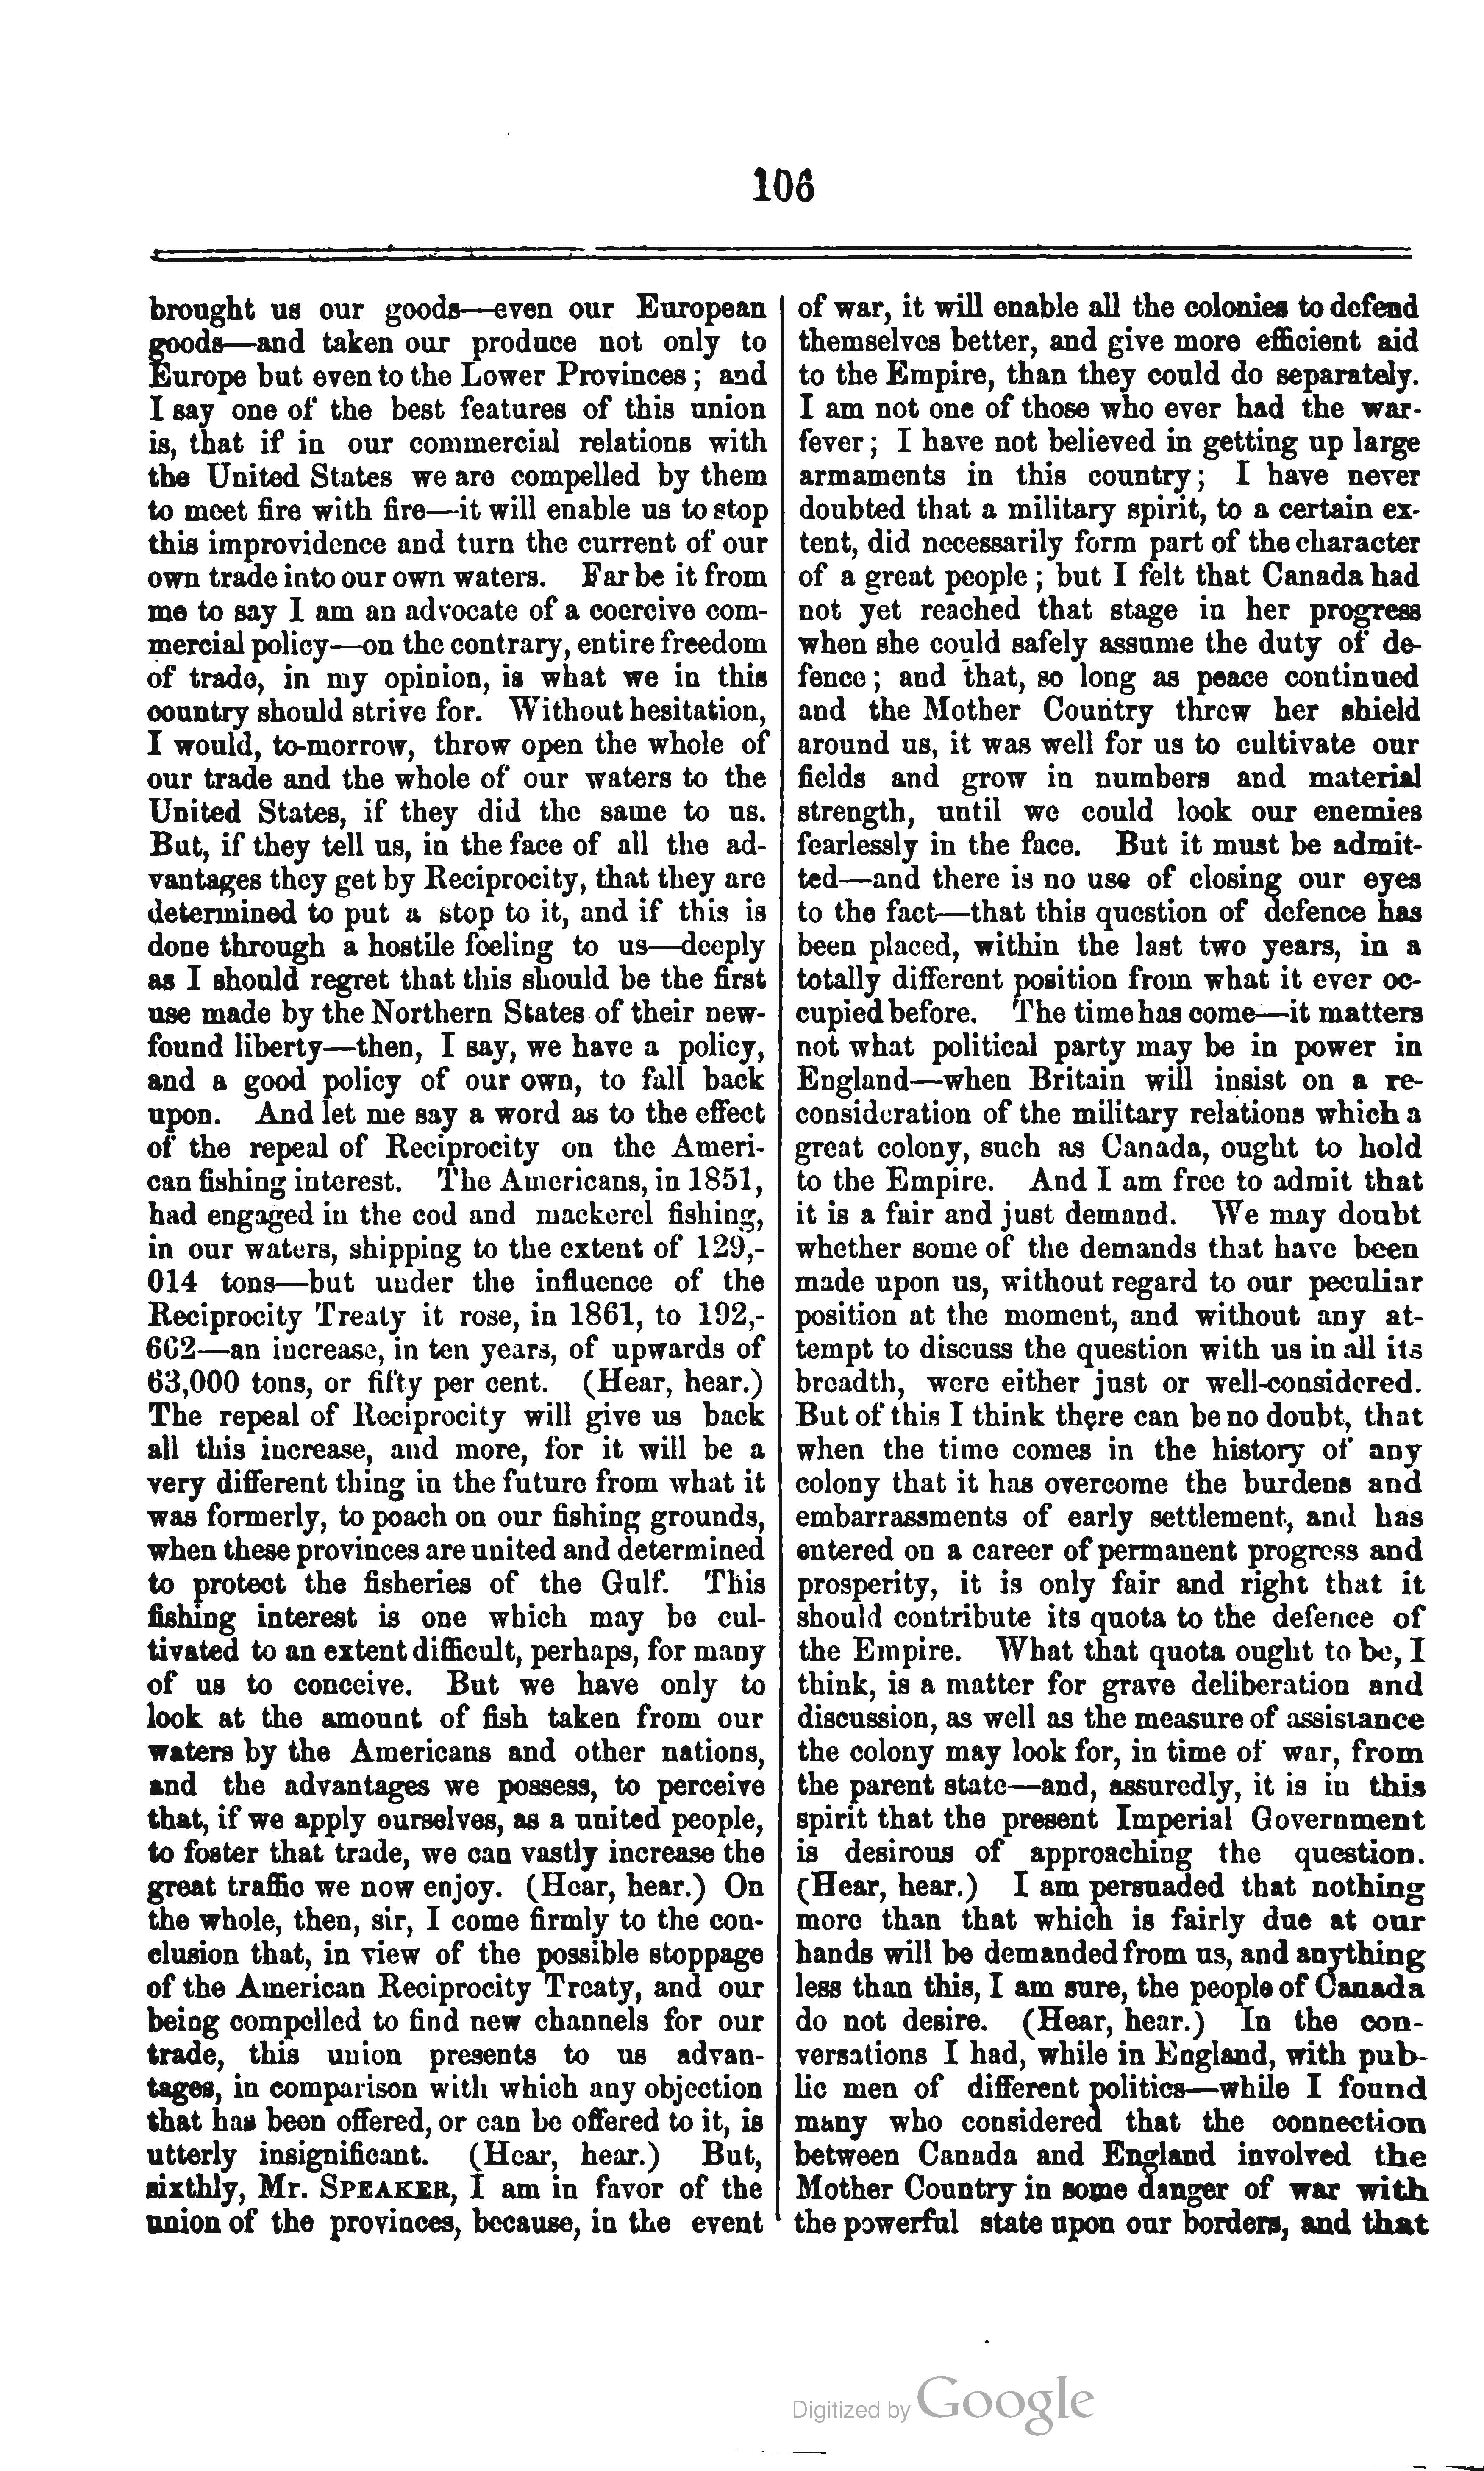 106
brought us our goods—even our European
goods—and taken our produce not only to
Europe but even to the Lower Provinces; and
I say one of the best features of this union
is, that if in our commercial relations with
the United States we are compelled by them
to meet fire with fire—it will enable us to stop
this improvidence and turn the current of our
own trade into our own waters. Far be it from
me to say I am an advocate of a coercive com-
mercial policy—on the contrary, entire freedom
of trade, in my opinion, is what we in this
country should strive for. Without hesitation,
I would, to-morrow, throw open the whole of
our trade and the whole of our waters to the
United States, if they did the same to us.
But, if they tell us, in the face of all the ad-
vantages they get by Reciprocity, that they are
determined to put a stop to it, and if this is
done through a hostile feeling to us—deeply
as I should regret that this should be the first
use made by the Northern States of their new-
found liberty—then, I say, we have a policy,
and a good policy of our own, to fall back
upon. And let me say a word as to the effect
of the repeal of Reciprocity on the Ameri-
can fishing interest. The Americans, in 1851,
had engaged in the cod and mackerel fishing,
in our waters, shipping to the extent of 129,-
014 tons—but under the influence of the
Reciprocity Treaty it rose, in 1861, to 192,-
662—an increase, in ten years, of upwards of
63,000 tons, or fifty per cent. (Hear, hear.)
The repeal of Reciprocity will give us back
all this increase, and more, for it will be a
very different thing in the future from what it
was formerly, to poach on our fishing grounds,
when these provinces are united and determined
to protect the fisheries of the Gulf. This
fishing interest is one which may be cul-
tivated to an extent difficult, perhaps, for many
of us to conceive. But we have only to
look at the amount of fish taken from our
waters by the Americans and other nations,
and the advantages we possess, to perceive
that, if we apply ourselves, as a united people,
to foster that trade, we can vastly increase the
great traffic we now enjoy. (Hear, hear.) On
the whole, then, sir, I come firmly to the con-
clusion that, in view of the possible stoppage
of the American Reciprocity Treaty, and our
being compelled to find new channels for our
trade, this union presents to us advan-
tages, in comparison with which any objection
that has been offered, or can be offered to it, is
utterly insignificant. (Hear, hear.) But,
sixthly, Mr. SPEAKER, I am in favor of the
union of the provinces, because, in the event
of war, it will enable all the colonies to defend
themselves better, and give more efficient aid
to the Empire, than they could do separately.
I am not one of those who ever had the war-
fever; I have not believed in getting up large
armaments in this country; I have never
doubted that a military spirit, to a certain ex-
tent, did necessarily form part of the character
of a great people; but I felt that Canada had
not yet reached that stage in her progress
when she could safely assume the duty of de-
fence; and that, so long as peace continued
and the Mother Country threw her shield
around us, it was well for us to cultivate our
fields and grow in numbers and material
strength, until we could look our enemies
fearlessly in the face. But it must be admit-
ted—and there is no use of closing our eyes
to the fact—that this question of defence has
been placed, within the last two years, in a
totally different position from what it ever oc-
cupied before. The time has come—it matters
not what political party may be in power in
England—when Britain will insist on a re-
consideration of the military relations which a
great colony, such as Canada, ought to hold
to the Empire. And I am free to admit that
it is a fair and just demand. We may doubt
whether some of the demands that have been
made upon us, without regard to our peculiar
position at the moment, and without any at-
tempt to discuss the question with us in all its
breadth, were either just or well-considered.
But of this I think there can be no doubt, that
when the time comes in the history of any
colony that it has overcome the burdens and
embarrassments of early settlement, and has
entered on a career of permanent progress and
prosperity, it is only fair and right that it
should contribute its quota to the defence of
the Empire. What that quota ought to be, I
think, is a matter for grave deliberation and
discussion, as well as the measure of assistance
the colony may look for, in time of war, from
the parent state—and, assuredly, it is in this
spirit that the present Imperial Government
is desirous of approaching the question.
(Hear, hear.) I am persuaded that nothing
more than that which is fairly due at our
hands will be demanded from us, and anything
less than this, I am sure, the people of Canada
do not desire. (Hear, hear.) In the con-
versations I had, while in England, with pub-
lic men of different politics—while I found
many who considered that the connection
between Canada and England involved the
Mother Country in some danger of war with
the powerful state upon our borders, and that
Digitized by Google